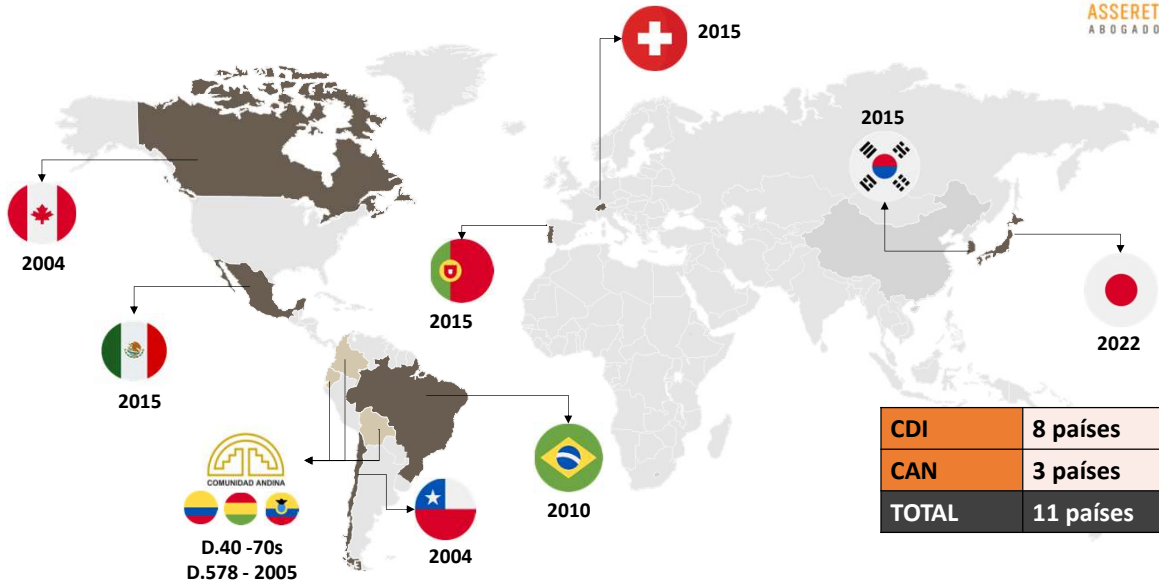 ASSERET
ABOGADO
2015
2015
2004
2015
2022
2015
COMUNIDAD ANDINA
D.40 -70s
D.578 - 2005
2004
2010
CDI 8 países
CAN 3 países
TOTAL 11 países